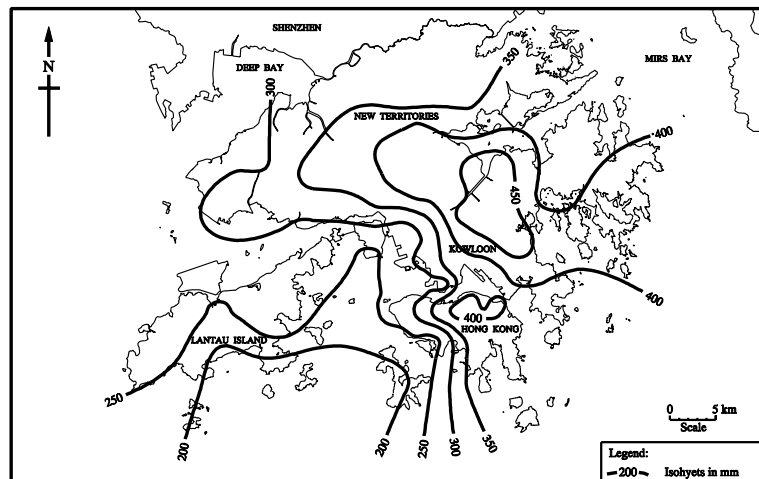 SHENZHEN
DEEP BAY
MIRS BAY
N
350
300
NEW TERRITORIES
400
450
KOWLOON
400
400
HONG KONG
LANTAU ISLAND
250
200
200
250
300
350
0 5 km
Scale
Legend:
200 Isohyets in mm